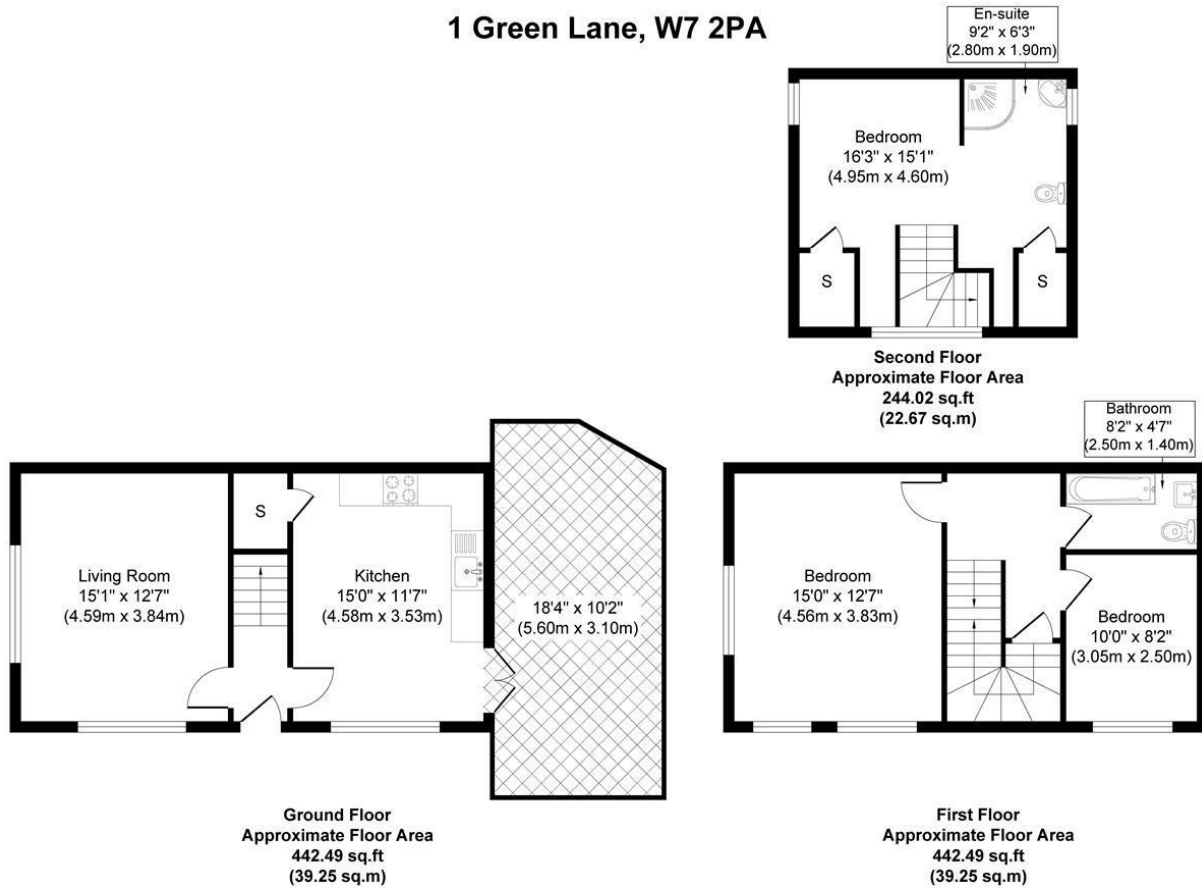 1 Green Lane, W7 2PA
En-suite
9'2" x 6'3"
(2.80m x 1.90m)
Bedroom
16'3" x 15'1"
(4.95m x 4.60m)
S
S
Second Floor
Approximate Floor Area
244.02 sq.ft
(22.67 sq.m)
S
Living Room
15'1" x 12'7"
(4.59m x 3.84m)
Kitchen
15'0" x 11'7"
(4.58m x 3.53m)
18'4" x 10'2"
(5.60m x 3.10m)
Ground Floor
Approximate Floor Area
442.49 sq.ft
(39.25 sq.m)
Bathroom
8'2" x 4'7"
(2.50m x 1.40m)
Bedroom
15'0" x 12'7"
(4.56m x 3.83m)
Bedroom
10'0" x 8'2"
(3.05m x 2.50m)
First Floor
Approximate Floor Area
442.49 sq.ft
(39.25 sq.m)